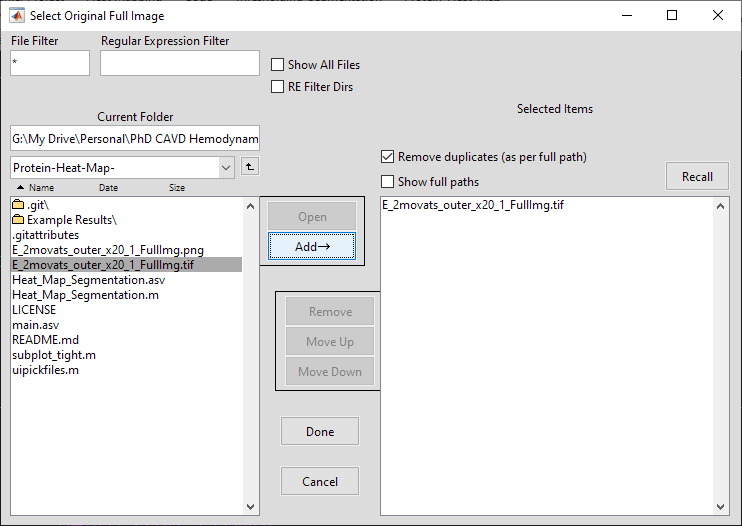 Select Original Full Image
File Filter
Regular Expression Filter
*
Show All Files
RE Filter Dirs
Current Folder
G:\My Drive\Personal\PhD CAVD Hemodynam
Protein-Heat-Map-
Name Date Size
.git\
Example Results\
.gitattributes
E_2movats_outer_x20_1_FullImg.png
E_2movats_outer_x20_1_FullImg.tif
Heat_Map_Segmentation.asv
Heat_Map_Segmentation.m
LICENSE
main.asv
README.md
subplot_tight.m
uipickfiles.m
Open
Add→
Remove
Move Up
Move Down
Done
Cancel
Selected Items
Remove duplicates (as per full path)
Show full paths
Recall
E_2movats_outer_x20_1_FullImg.tif